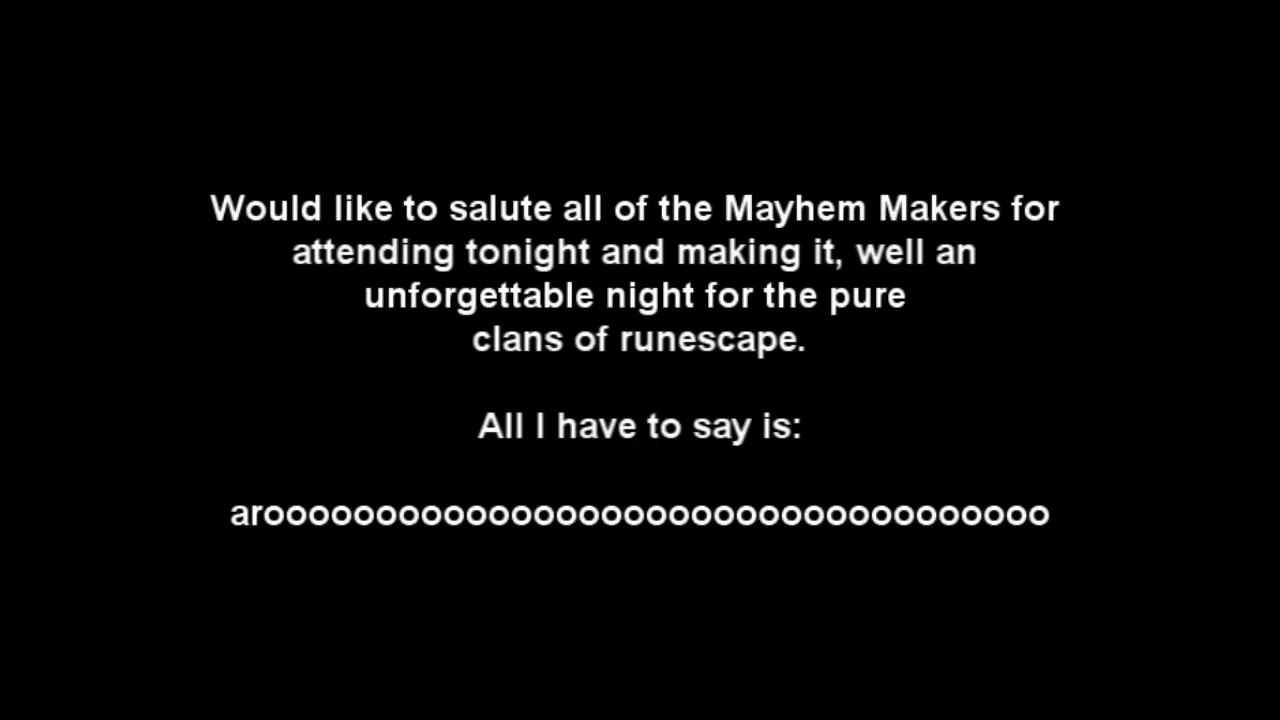 Would like to salute all of the Mayhem Makers for
attending tonight and making it, well an
unforgettable night for the pure
clans of runescape.
All I have to say is:
arooooooooooooooooooooooooooooooooooo